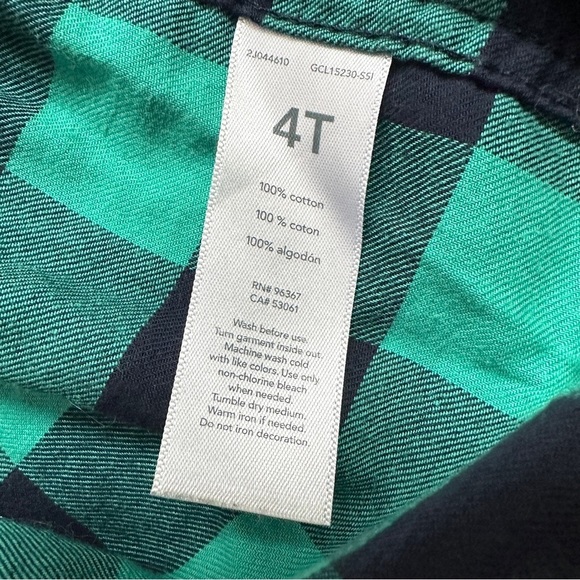 2J044610 GCL15230-SSI
4T
100% cotton
100 % coton
100% algodón
RN# 96367
CA# 53061
Wash before use.
Turn garment inside out.
Machine wash cold
with like colors. Use only
non-chlorine bleach
when needed.
Tumble dry medium.
Warm iron if needed.
Do not iron decoration.